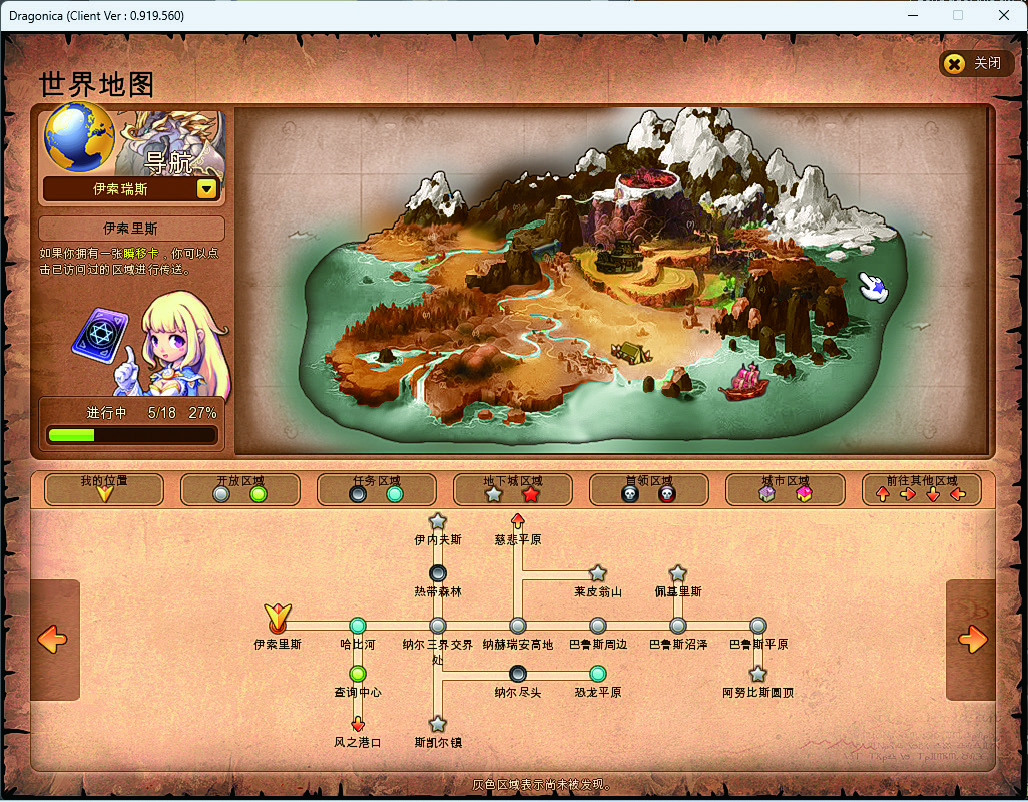 Dragonica (Client Ver : 0.919.560)
世界地图
关闭
导航
伊索瑞斯
伊索里斯
如果你拥有一张瞬移卡，你可以点
击已访问过的区域进行传送。
进行中 5/18 27%
我的位置
开放区域
任务区域
地下城区域
首领区域
城市区域
前往其他区域
伊内夫斯
慈悲平原
热带森林
莱皮翁山
佩基里斯
伊索里斯
哈比河
纳尔三界交界
处
纳赫瑞安高地
巴鲁斯周边
巴鲁斯沼泽
巴鲁斯平原
查询中心
纳尔尽头
恐龙平原
阿努比斯圆顶
风之港口
斯凯尔镇
灰色区域表示尚未被发现。